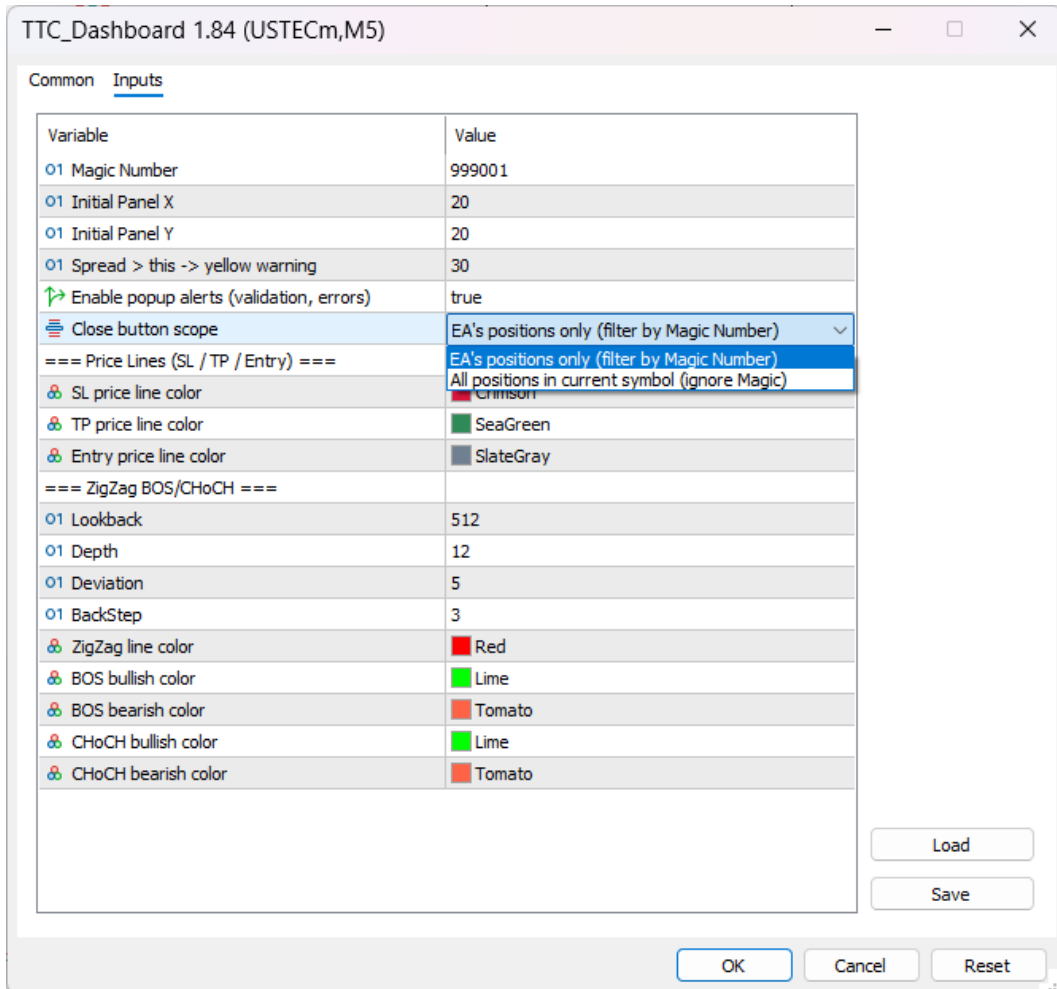 TTC_Dashboard 1.84 (USTECm,M5)
Common Inputs
Variable Value
Magic Number 999001
Initial Panel X 20
Initial Panel Y 20
Spread > this -> yellow warning 30
Enable popup alerts (validation, errors) true
Close button scope EA's positions only (filter by Magic Number)
=== Price Lines (SL / TP / Entry) === EA's positions only (filter by Magic Number)
All positions in current symbol (ignore Magic)
SL price line color Crimson
TP price line color SeaGreen
Entry price line color SlateGray
=== ZigZag BOS/CHoCH ===
Lookback 512
Depth 12
Deviation 5
BackStep 3
ZigZag line color Red
BOS bullish color Lime
BOS bearish color Tomato
CHoCH bullish color Lime
CHoCH bearish color Tomato
Load
Save
OK Cancel Reset